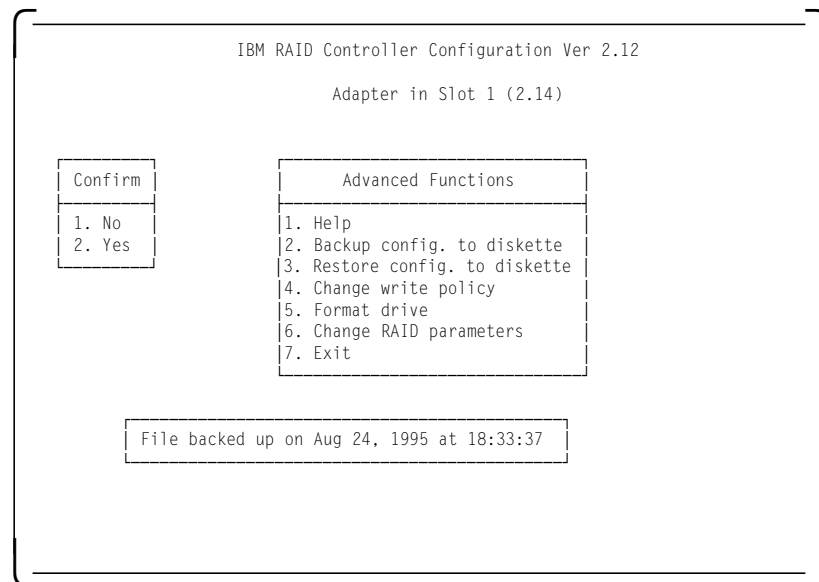 IBM RAID Controller Configuration Ver 2.12
Adapter in Slot 1 (2.14)
Confirm
1. No
2. Yes
Advanced Functions
1. Help
2. Backup config. to diskette
3. Restore config. to diskette
4. Change write policy
5. Format drive
6. Change RAID parameters
7. Exit
File backed up on Aug 24, 1995 at 18:33:37